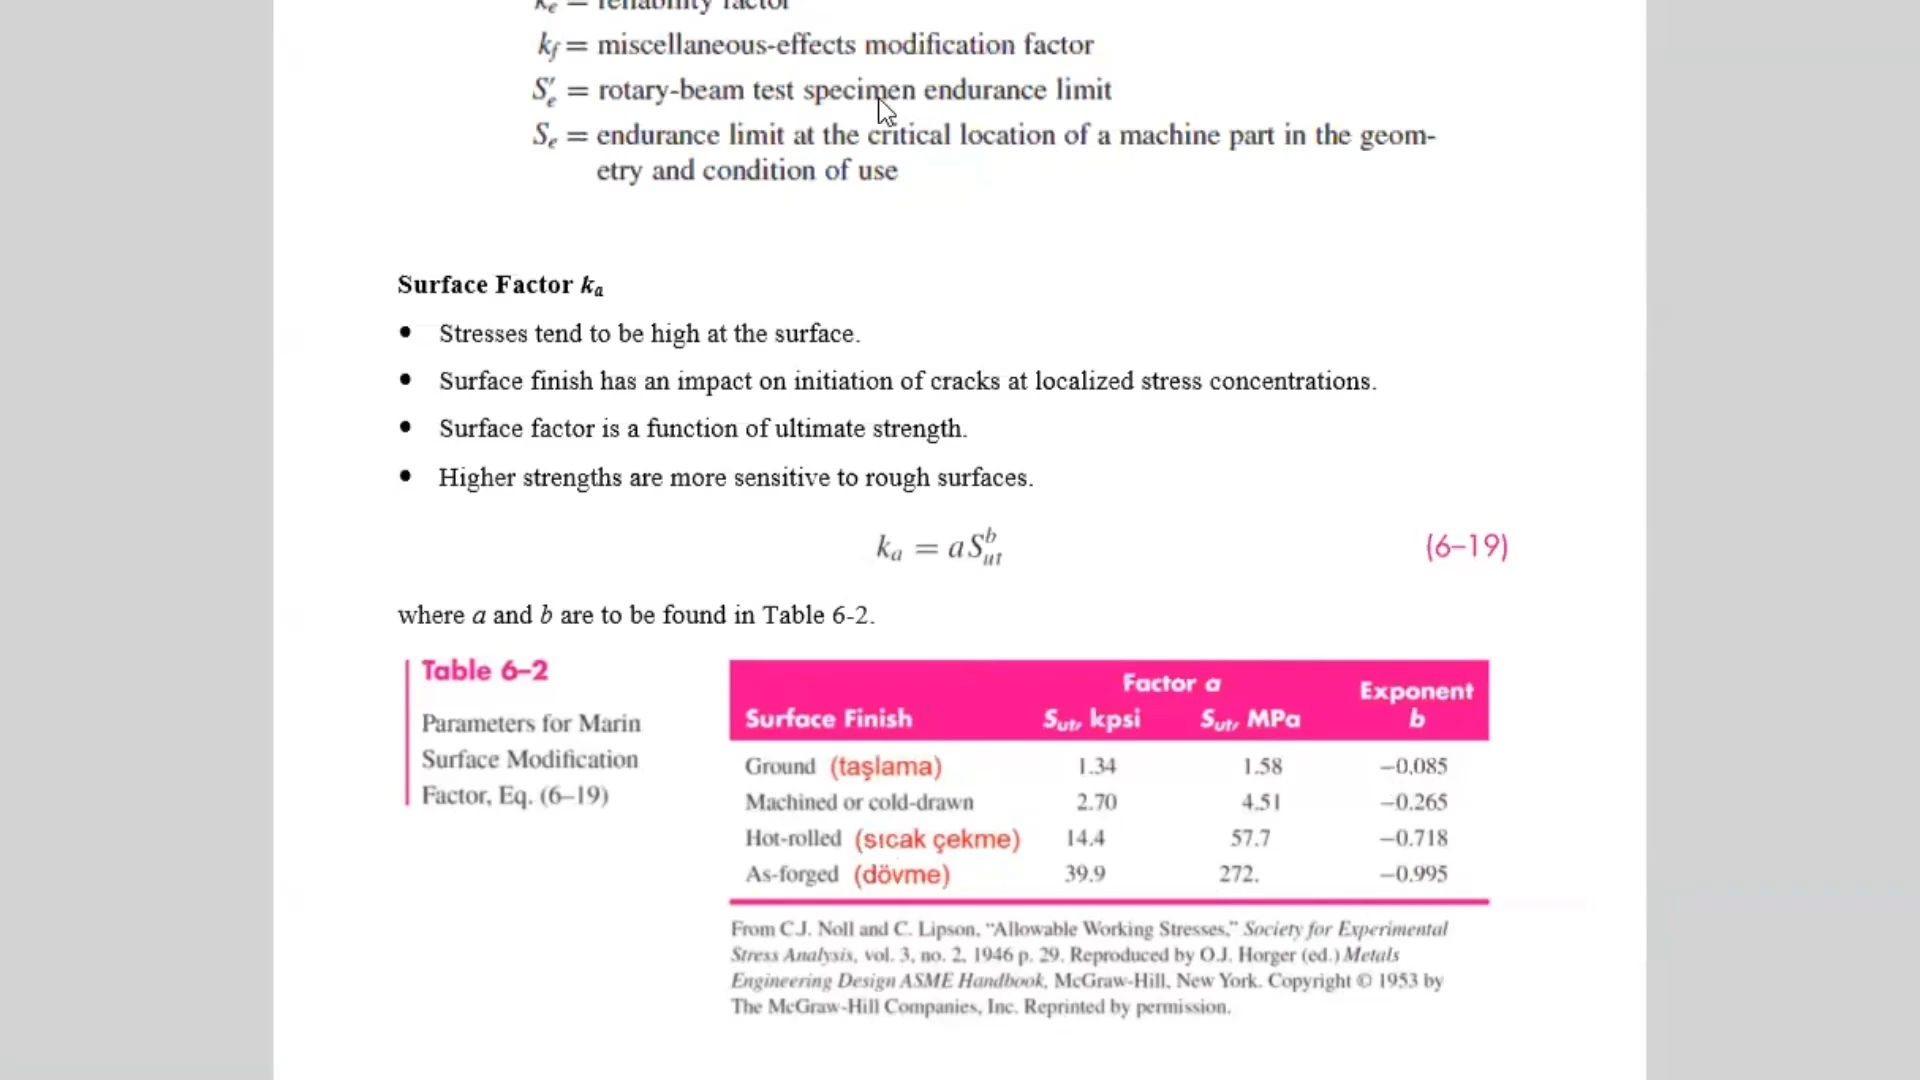 kₑ = reliability factor
k_f = miscellaneous-effects modification factor
S′ₑ = rotary-beam test specimen endurance limit
Sₑ = endurance limit at the critical location of a machine part in the geom-
etry and condition of use
Surface Factor kₐ
• Stresses tend to be high at the surface.
• Surface finish has an impact on initiation of cracks at localized stress concentrations.
• Surface factor is a function of ultimate strength.
• Higher strengths are more sensitive to rough surfaces.
kₐ = aS_ut^b (6–19)
where a and b are to be found in Table 6-2.
Table 6–2
Parameters for Marin
Surface Modification
Factor, Eq. (6–19)
Factor a Exponent
Surface Finish S_ut, kpsi S_ut, MPa b
Ground (taşlama) 1.34 1.58 −0.085
Machined or cold-drawn 2.70 4.51 −0.265
Hot-rolled (sıcak çekme) 14.4 57.7 −0.718
As-forged (dövme) 39.9 272. −0.995
From C.J. Noll and C. Lipson, “Allowable Working Stresses,” Society for Experimental
Stress Analysis, vol. 3, no. 2, 1946 p. 29. Reproduced by O.J. Horger (ed.) Metals
Engineering Design ASME Handbook, McGraw-Hill, New York. Copyright © 1953 by
The McGraw-Hill Companies, Inc. Reprinted by permission.